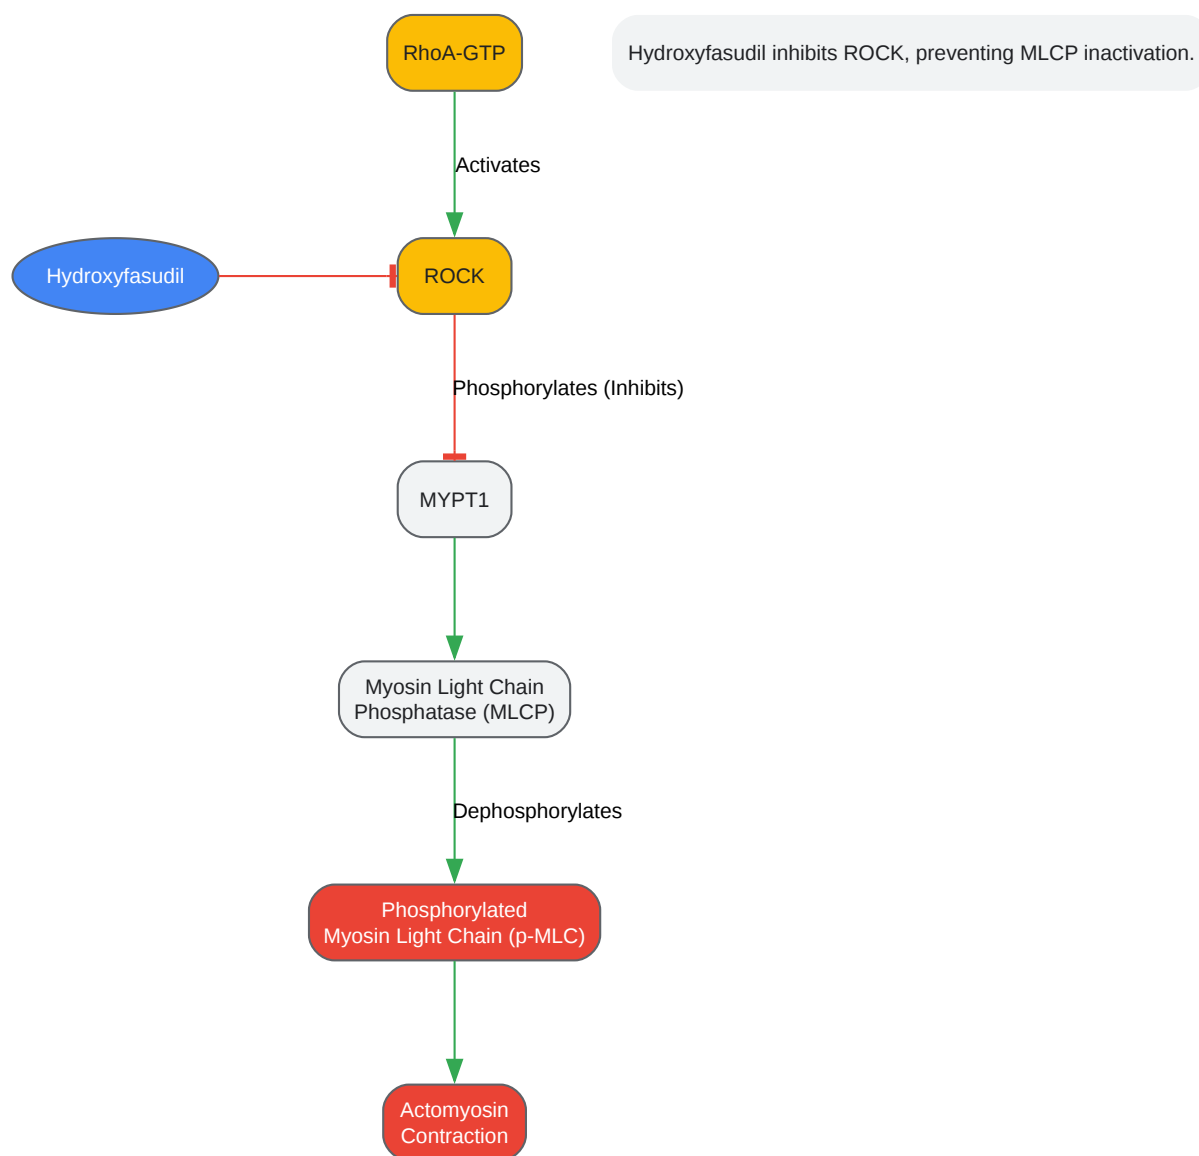 RhoA-GTP
Hydroxyfasudil inhibits ROCK, preventing MLCP inactivation.
Activates
Hydroxyfasudil
ROCK
Phosphorylates (Inhibits)
MYPT1
Myosin Light Chain
Phosphatase (MLCP)
Dephosphorylates
Phosphorylated
Myosin Light Chain (p-MLC)
Actomyosin
Contraction